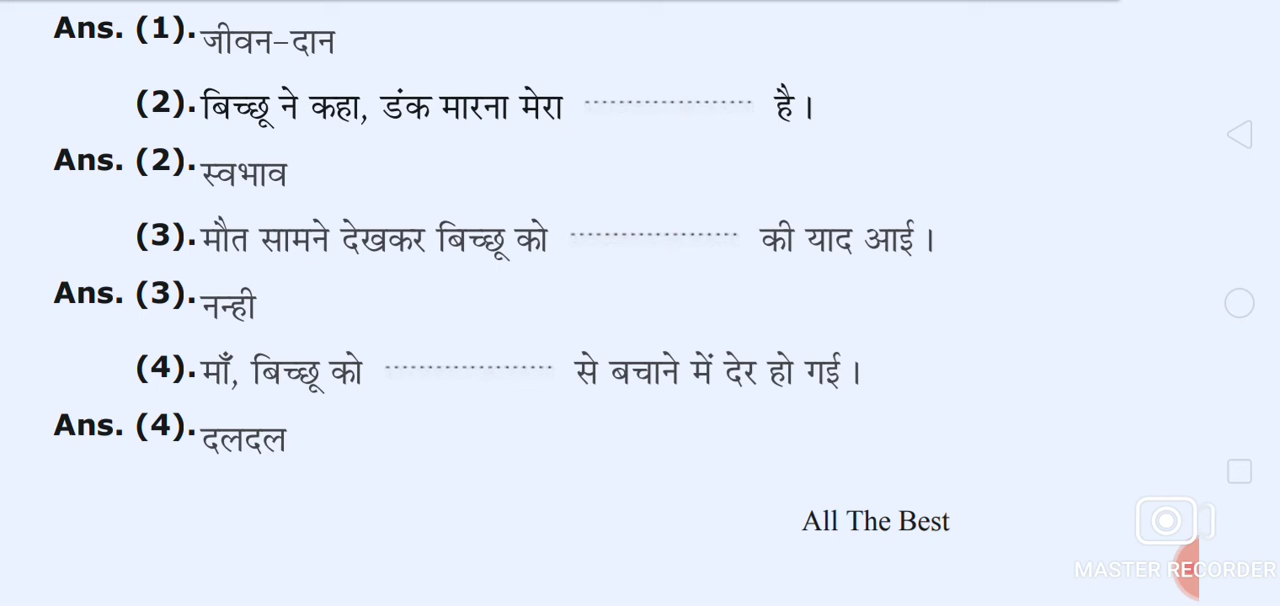 Ans. (1). जीवन-दान
(2). बिच्छू ने कहा, डंक मारना मेरा .................... है।
Ans. (2). स्वभाव
(3). मौत सामने देखकर बिच्छू को .................... की याद आई।
Ans. (3). नन्ही
(4). माँ, बिच्छू को .................... से बचाने में देर हो गई।
Ans. (4). दलदल
All The Best
MASTER RECORDER